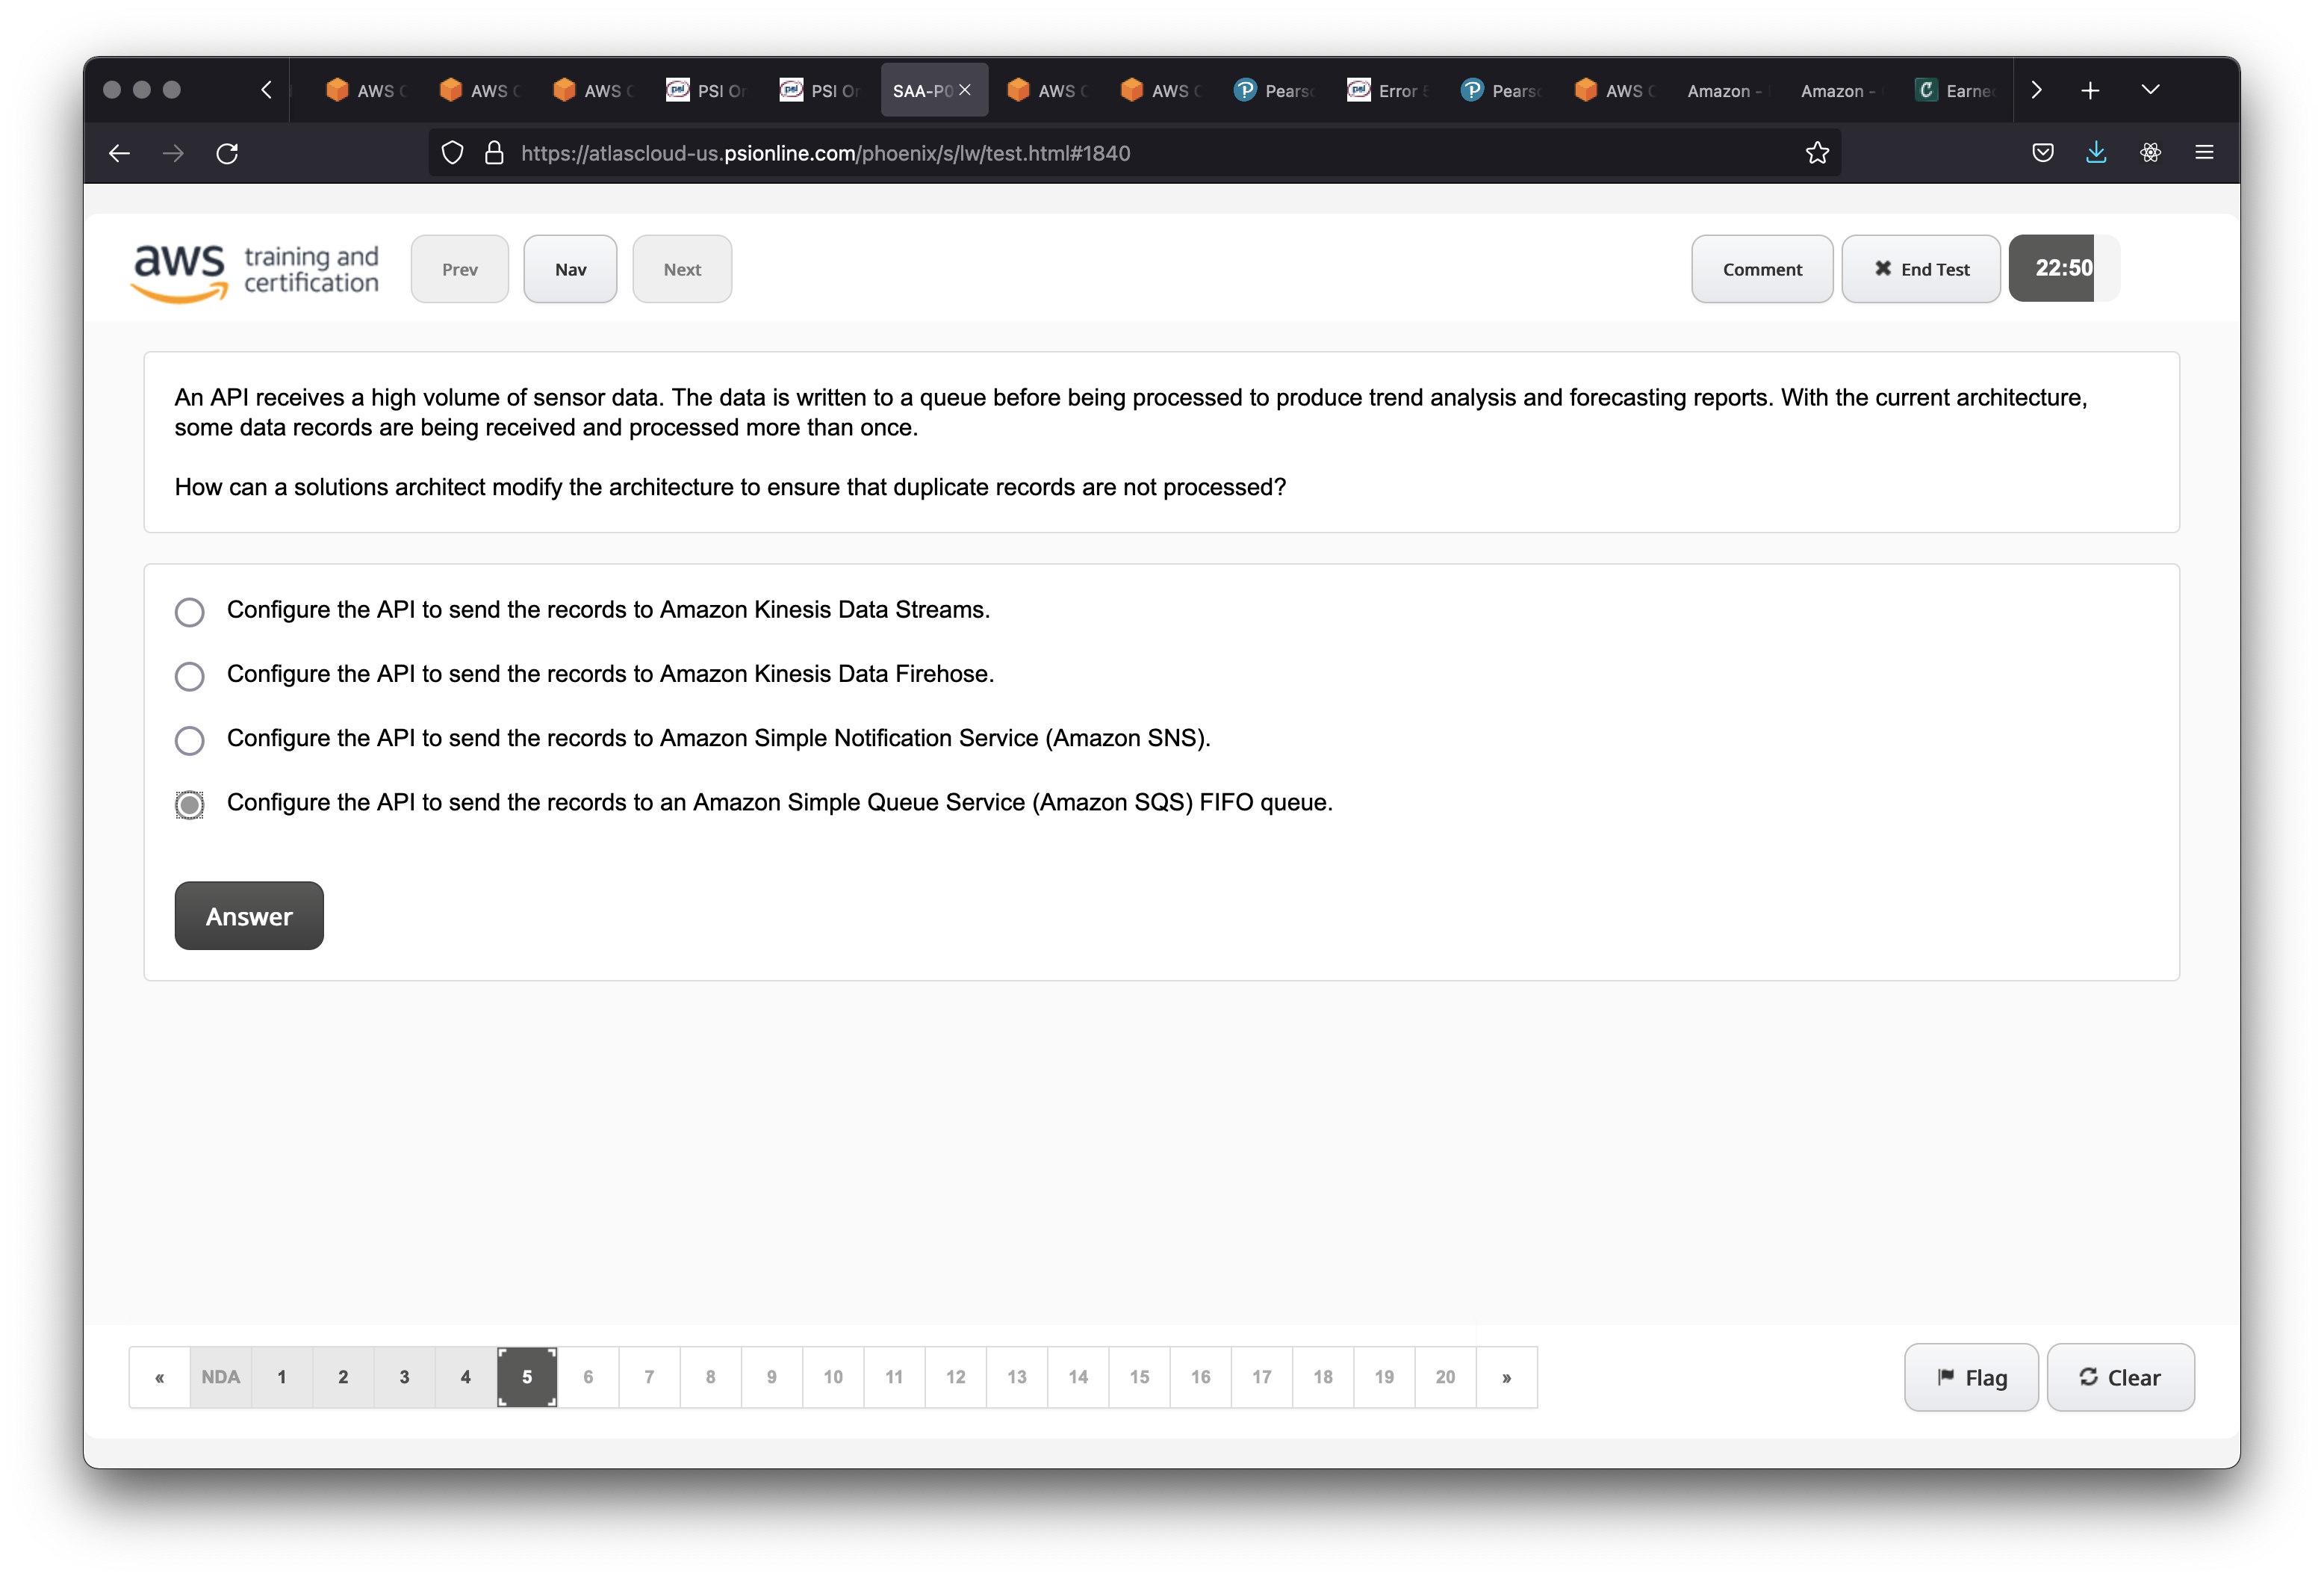 AWS C
AWS C
AWS C
PSI On
PSI On
SAA-P0
AWS C
AWS C
Pearso
Error 5
Pearso
AWS C
Amazon -
Amazon -
Earne
https://atlascloud-us.psionline.com/phoenix/s/lw/test.html#1840
aws training and certification
Prev
Nav
Next
Comment
End Test
22:50
An API receives a high volume of sensor data. The data is written to a queue before being processed to produce trend analysis and forecasting reports. With the current architecture,
some data records are being received and processed more than once.
How can a solutions architect modify the architecture to ensure that duplicate records are not processed?
Configure the API to send the records to Amazon Kinesis Data Streams.
Configure the API to send the records to Amazon Kinesis Data Firehose.
Configure the API to send the records to Amazon Simple Notification Service (Amazon SNS).
Configure the API to send the records to an Amazon Simple Queue Service (Amazon SQS) FIFO queue.
Answer
« NDA 1 2 3 4 5 6 7 8 9 10 11 12 13 14 15 16 17 18 19 20 »
Flag
Clear